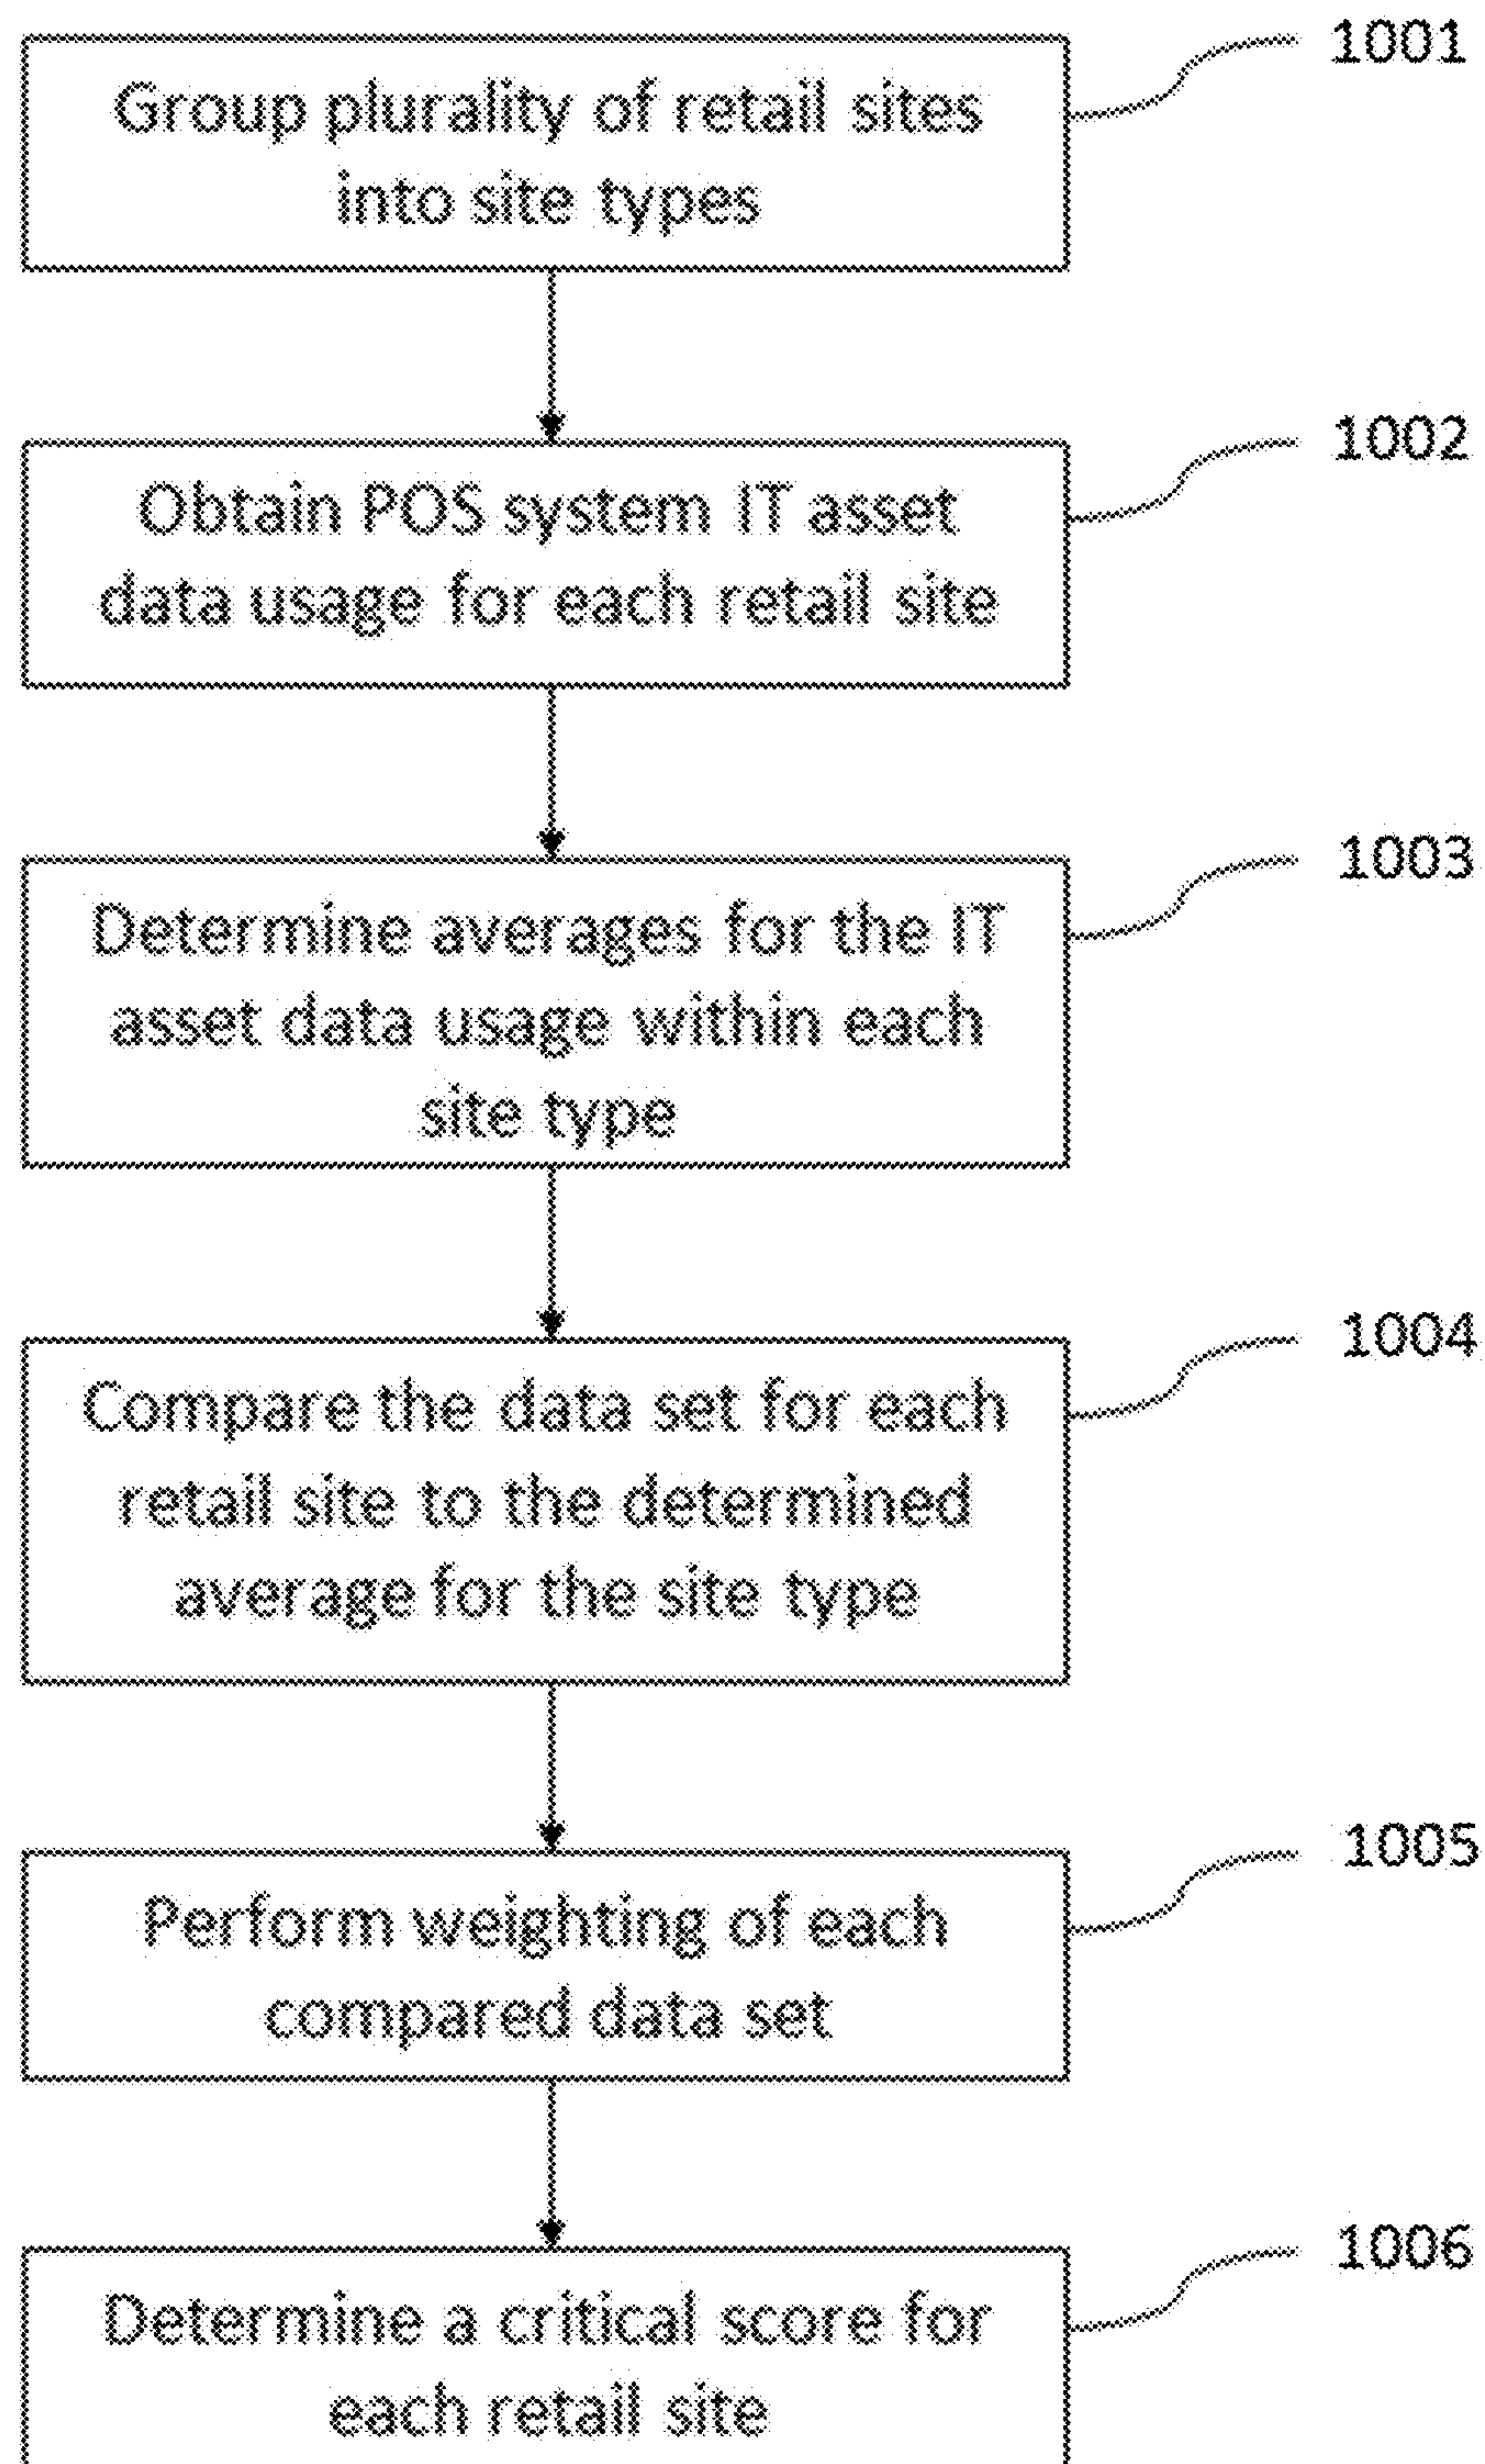 1001
Group plurality of retail sites
into site types
1002
Obtain POS system IT asset
data usage for each retail site
1003
Determine averages for the IT
asset data usage within each
site type
1004
Compare the data set for each
retail site to the determined
average for the site type
1005
Perform weighting of each
compared data set
1006
Determine a critical score for
each retail site